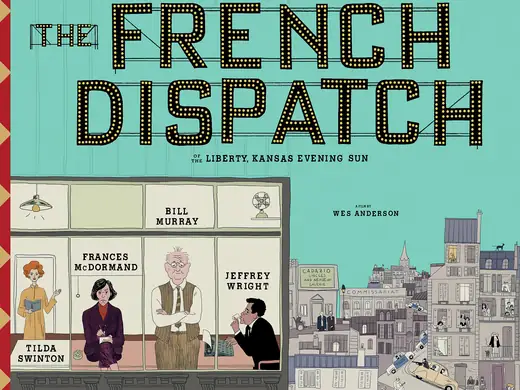 THE FRENCH
DISPATCH
OF THE LIBERTY, KANSAS EVENING SUN
A FILM BY
WES ANDERSON
BILL
MURRAY
FRANCES
McDORMAND
JEFFREY
WRIGHT
TILDA
SWINTON
COMMISSARIAT